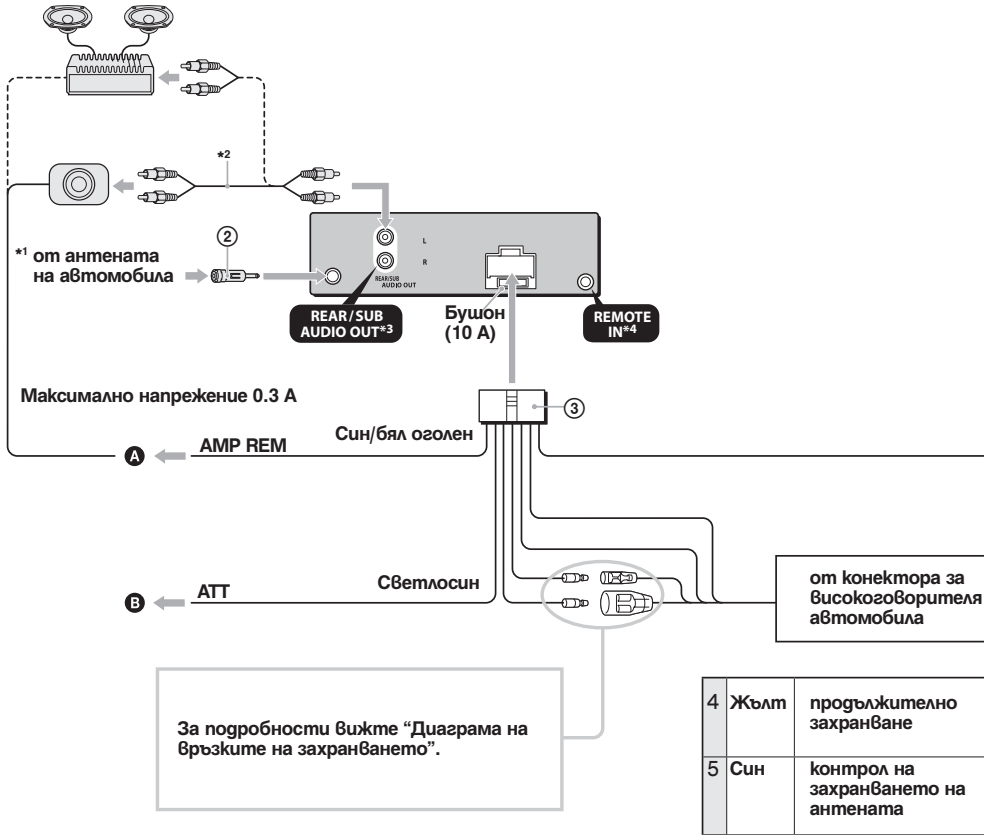 *2
*1 от антената
на автомобила
②
L
R
REAR/SUB
AUDIO OUT
REAR/SUB
AUDIO OUT*3
Бушон
(10 A)
REMOTE
IN*4
Максимално напрежение 0.3 A
③
Син/бял оголен
A
AMP REM
Светлосин
B
ATT
от конектора за
високоговорителя
автомобила
За подробности вижте “Диаграма на
връзките на захранването”.
4 Жълт продължително
захранване
5 Син контрол на
захранването на
антената